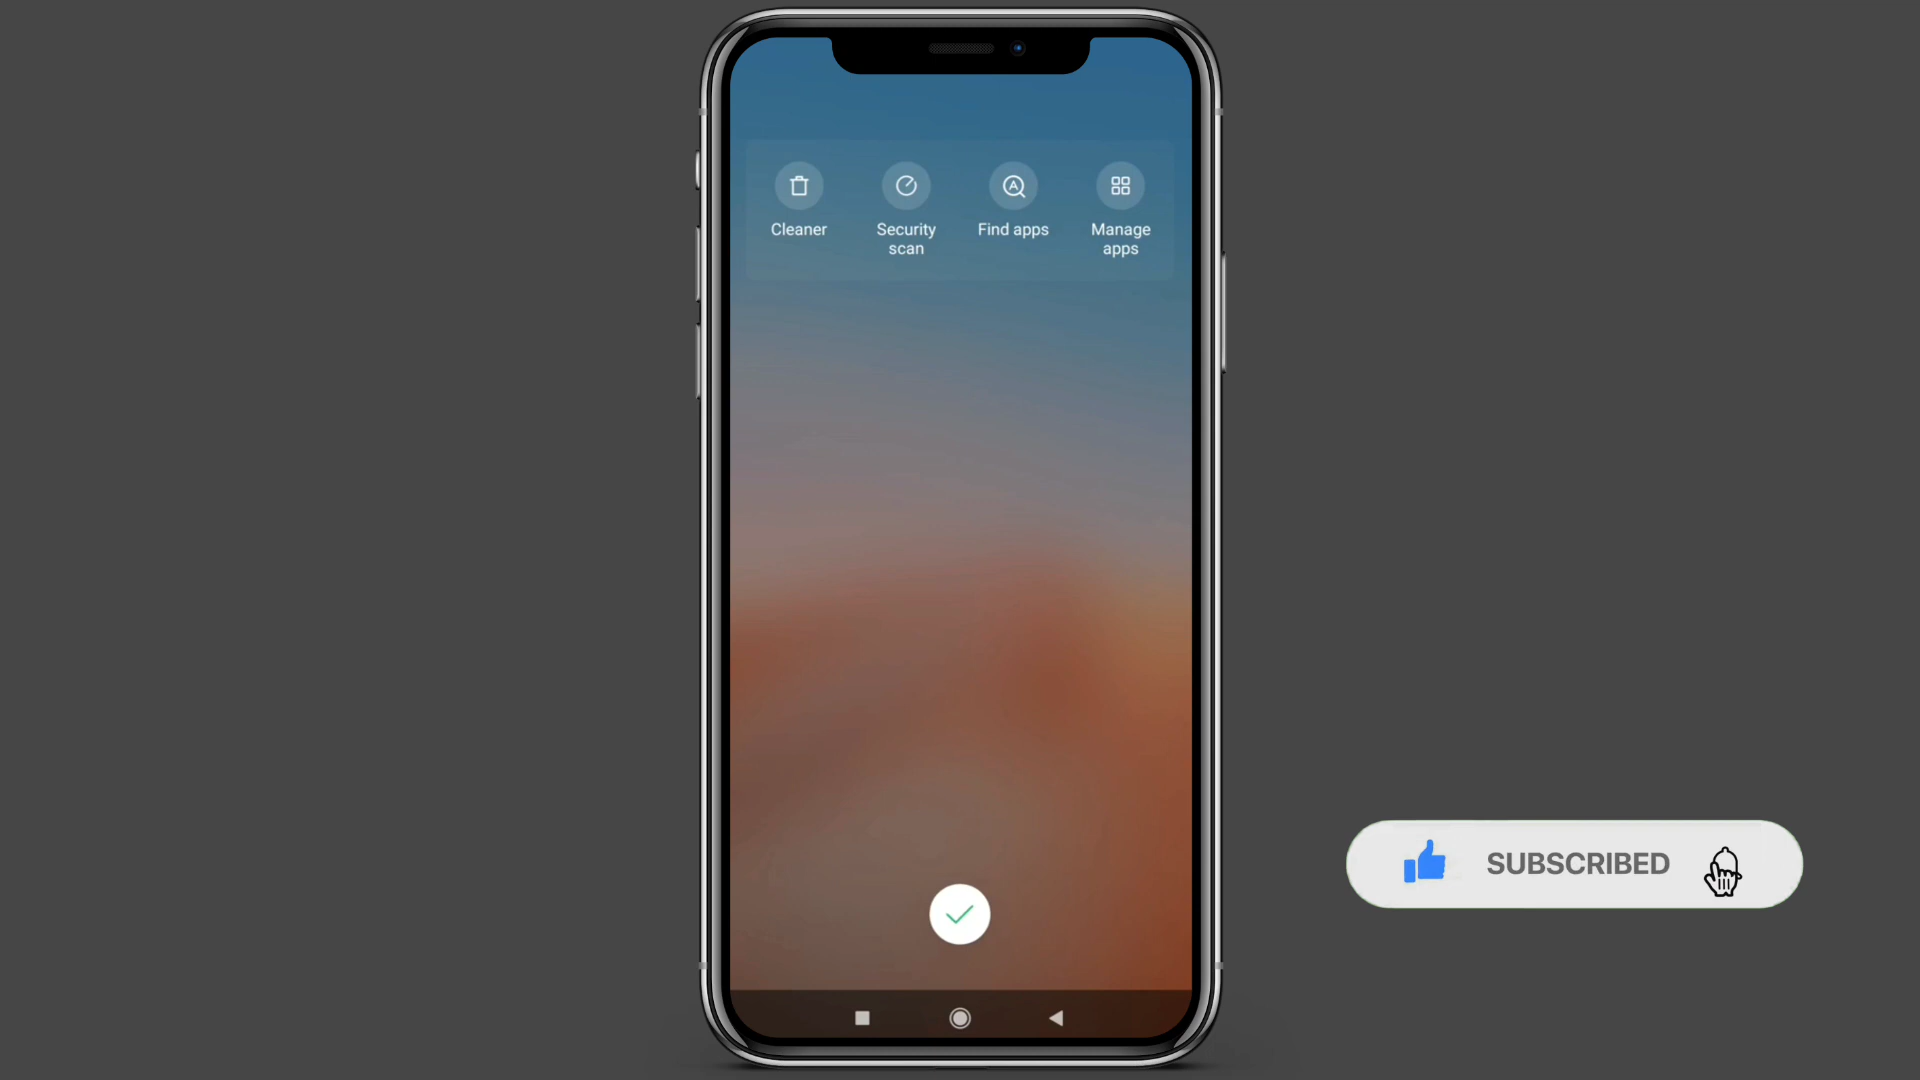 Cleaner
Security
scan
Find apps
Manage
apps
SUBSCRIBED